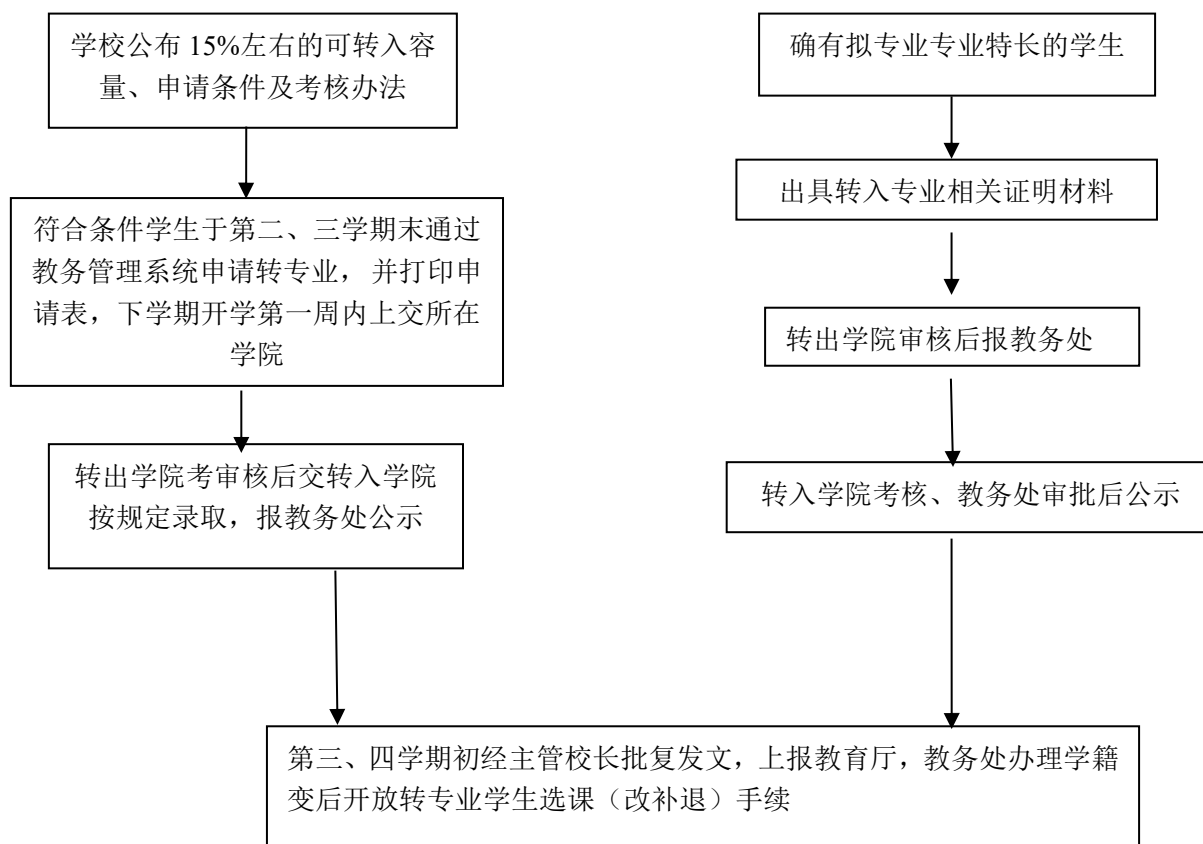 学校公布 15%左右的可转入容
量、申请条件及考核办法
符合条件学生于第二、三学期末通过
教务管理系统申请转专业， 并打印申
请表，下学期开学第一周内上交所在
学院
转出学院考审核后交转入学院
按规定录取，报教务处公示
确有拟专业专业特长的学生
出具转入专业相关证明材料
转出学院审核后报教务处
转入学院考核、教务处审批后公示
第三、四学期初经主管校长批复发文，上报教育厅，教务处办理学籍
变后开放转专业学生选课（改补退）手续